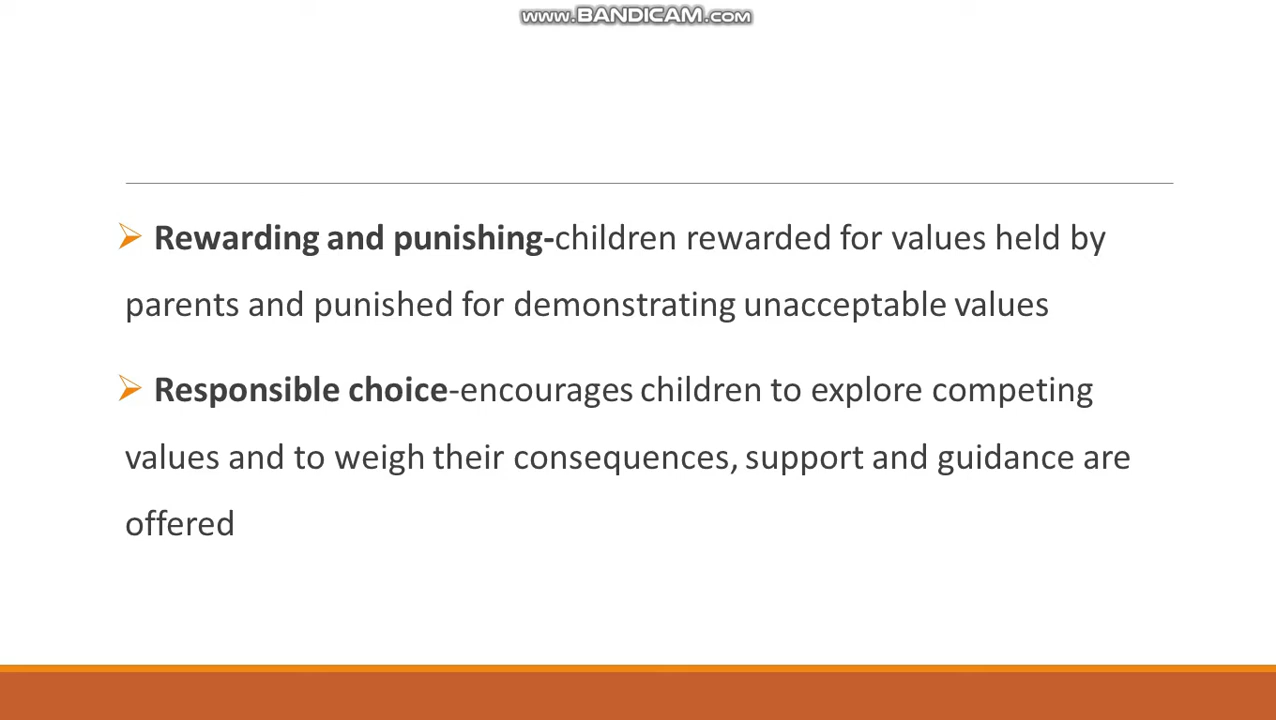 www.BANDICAM.com
Rewarding and punishing-children rewarded for values held by
parents and punished for demonstrating unacceptable values
Responsible choice-encourages children to explore competing
values and to weigh their consequences, support and guidance are
offered